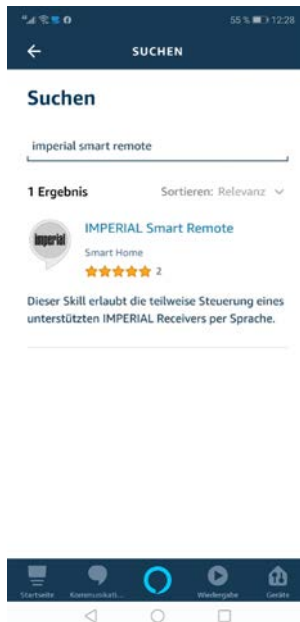 55 % 12:28
SUCHEN
Suchen
imperial smart remote
1 Ergebnis Sortieren: Relevanz
imperial
IMPERIAL Smart Remote
Smart Home
2
Dieser Skill erlaubt die teilweise Steuerung eines
unterstützten IMPERIAL Receivers per Sprache.
Startseite Kommunikati... Wiedergabe Geräte